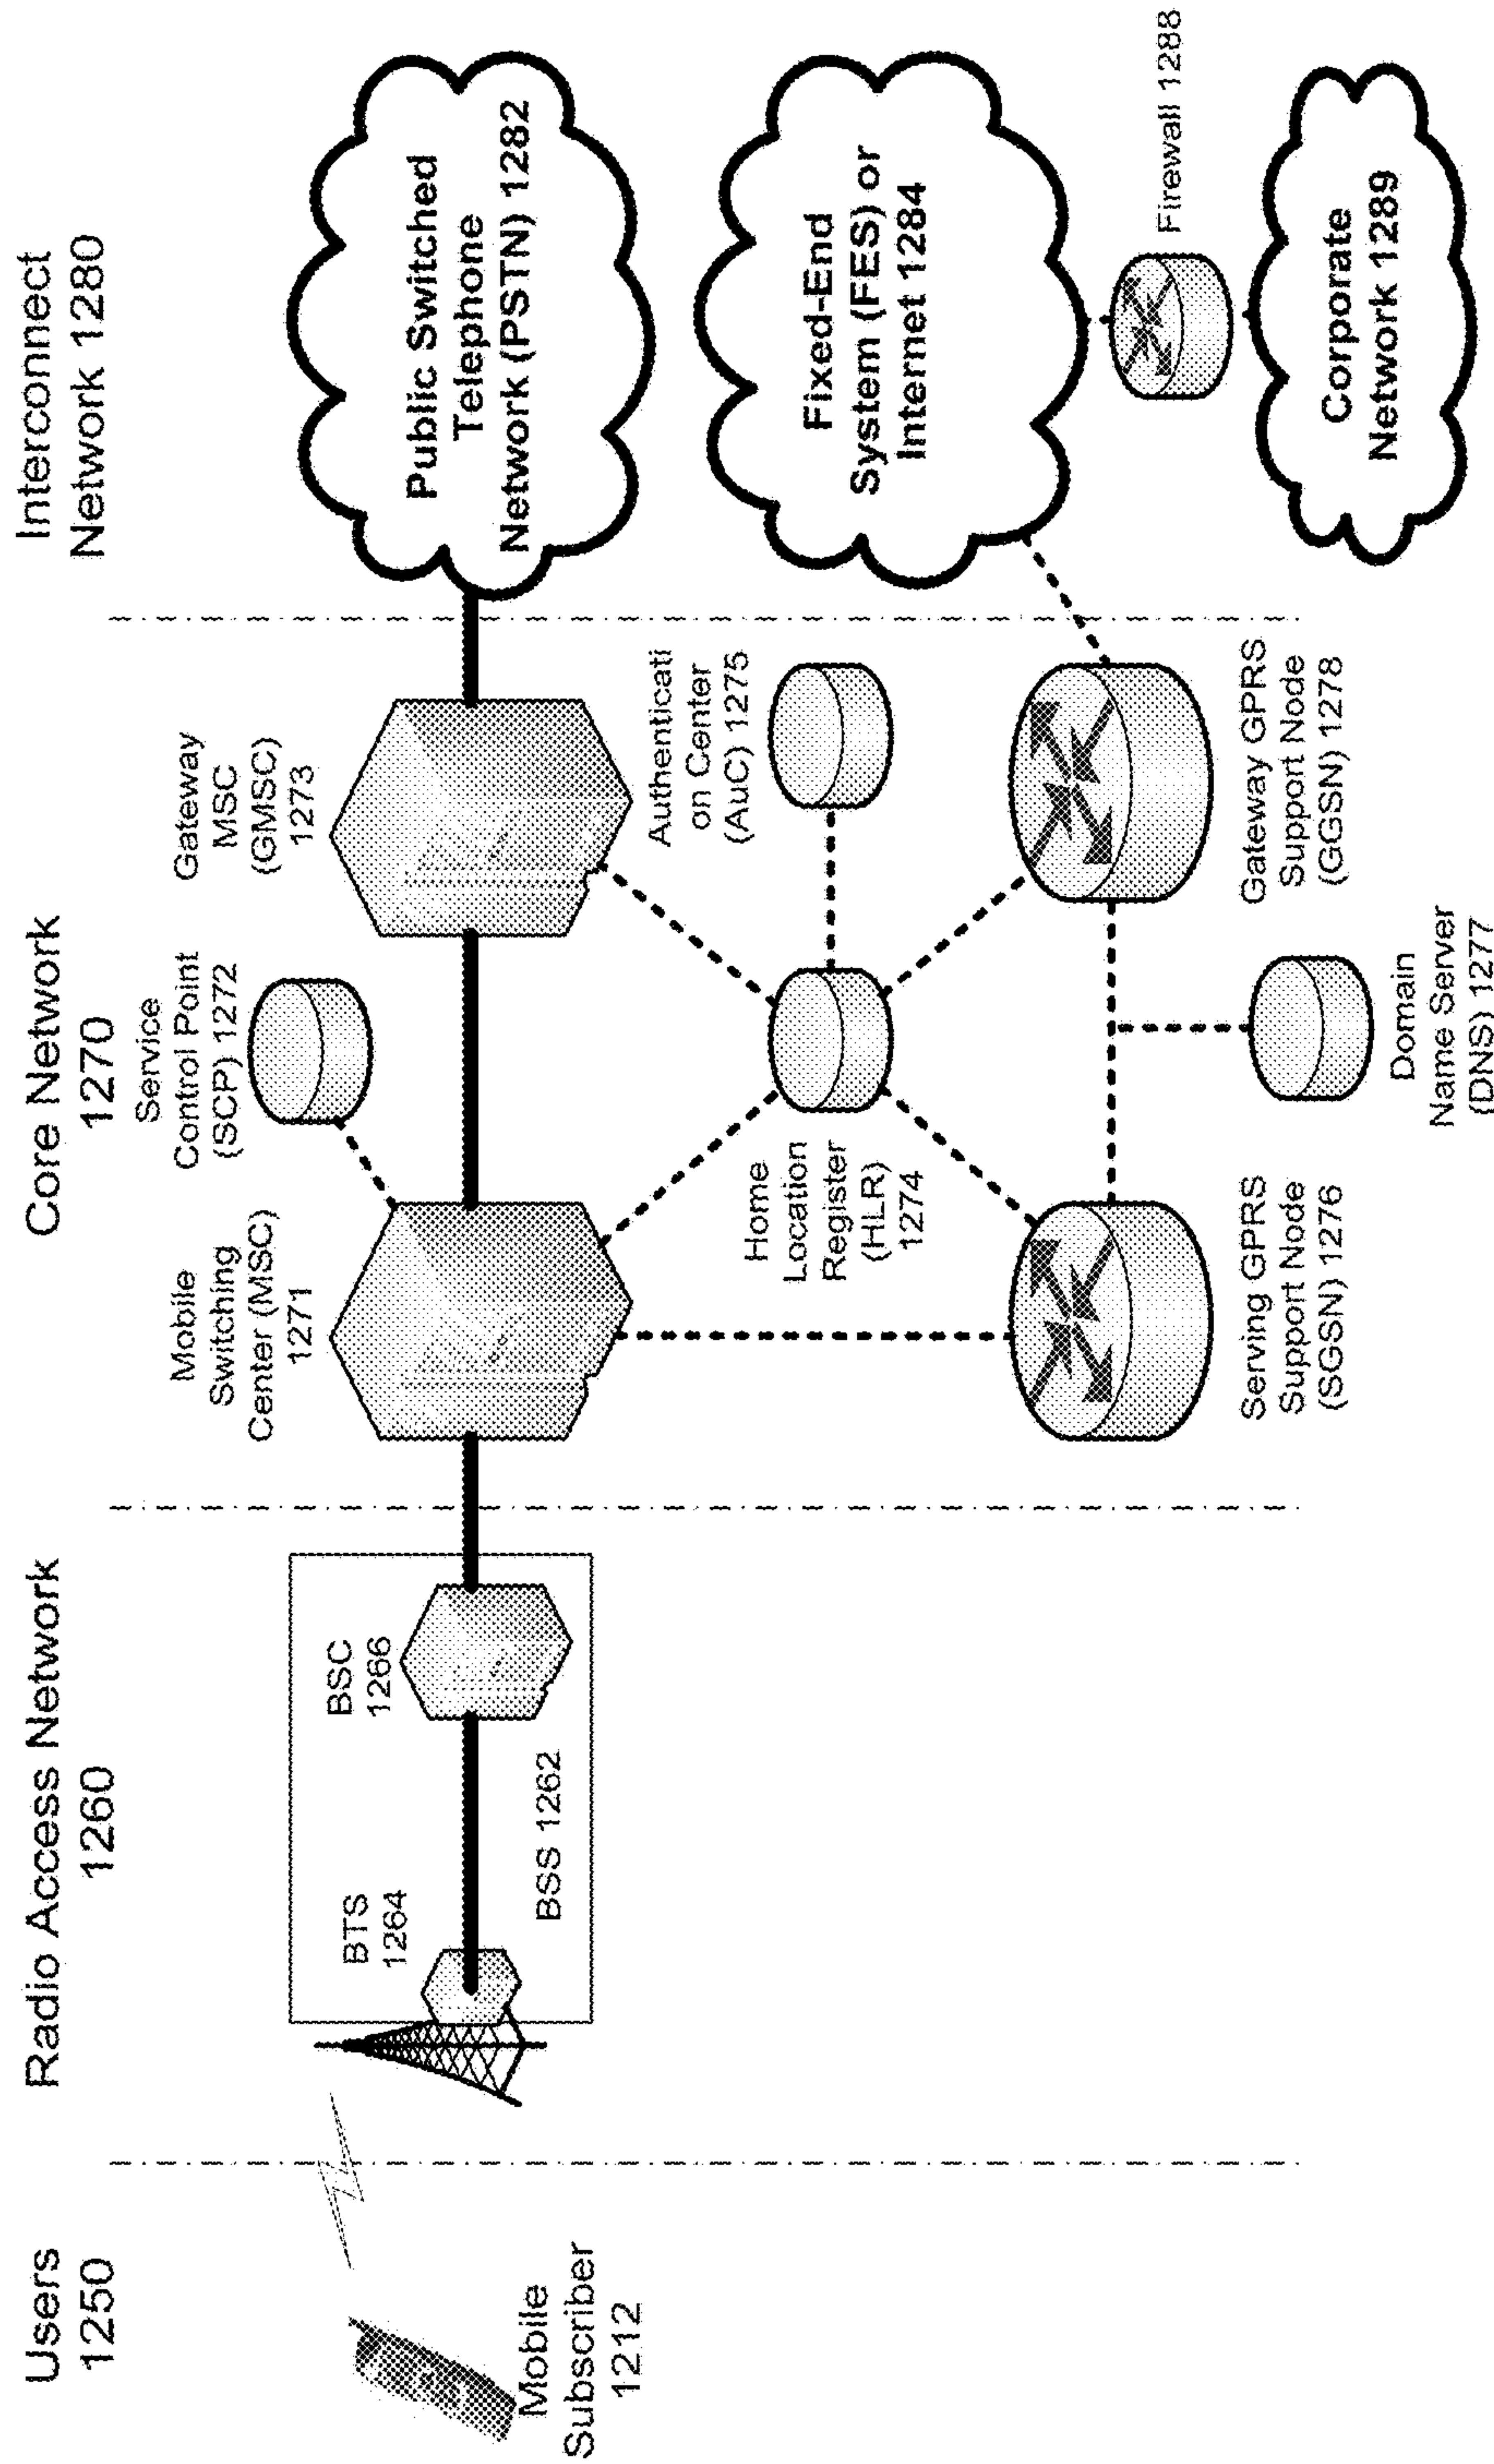 Users
1250
Radio Access Network
1260
Core Network
1270
Interconnect
Network 1280
Mobile
Subscriber
1212
BTS
1264
BSC
1266
BSS 1262
Mobile
Switching
Center (MSC)
1271
Service
Control Point
(SCP) 1272
Gateway
MSC
(GMSC)
1273
Home
Location
Register
(HLR)
1274
Authenticati
on Center
(AuC) 1275
Serving GPRS
Support Node
(SGSN) 1276
Domain
Name Server
(DNS) 1277
Gateway GPRS
Support Node
(GGSN) 1278
Public Switched
Telephone
Network (PSTN) 1282
Fixed-End
System (FES) or
Internet 1284
Firewall 1288
Corporate
Network 1289